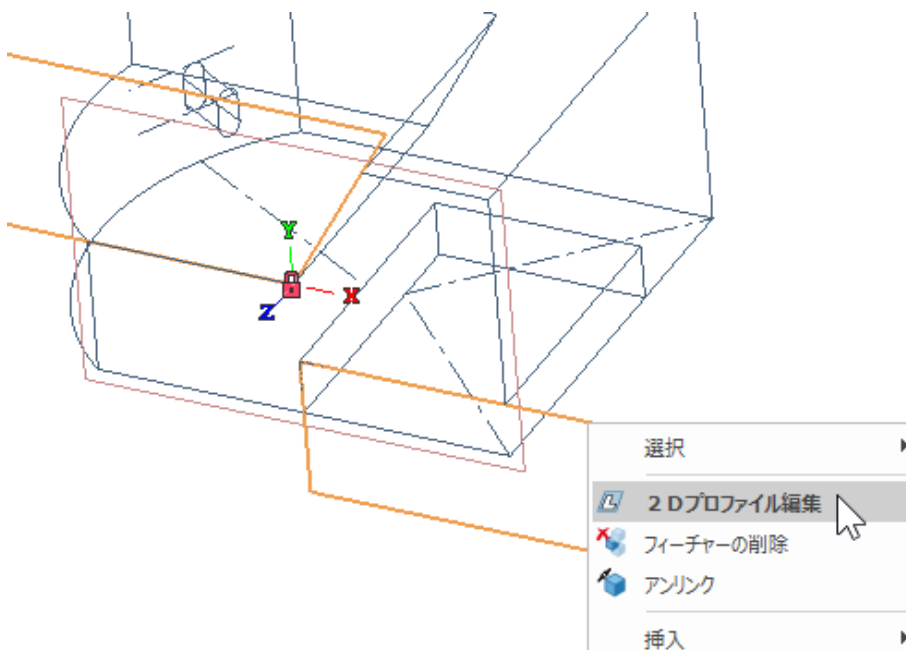 Y
X
Z
選択
２Dプロファイル編集
フィーチャーの削除
アンリンク
挿入